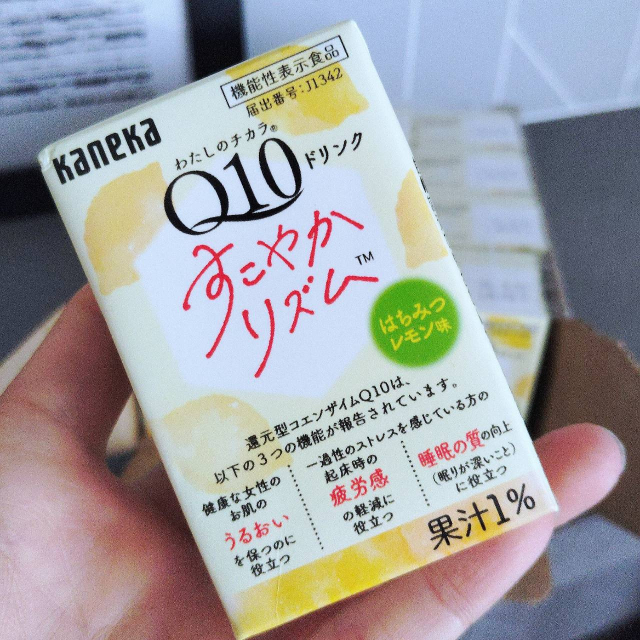 機能性表示食品
届出番号:J1342
Kaneka
わたしのチカラ®
Q10ドリンク
すこやか
リズム™
はちみつ
レモン味
還元型コエンザイムQ10は、
以下の3つの機能が報告されています。
健康な女性の
お肌の
うるおい
を保つのに
役立つ
一過性のストレスを感じている方の
起床時の
疲労感
の軽減に
役立つ
睡眠の質の向上
(眠りが深いこと)
に役立つ
果汁1%